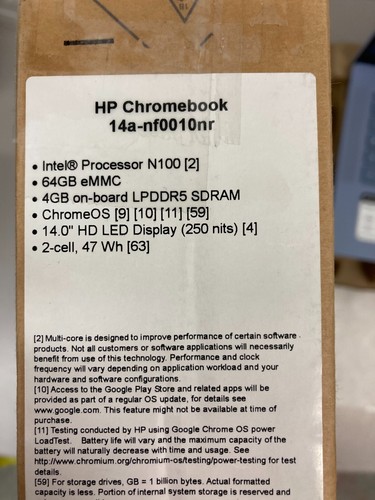 HP Chromebook
14a-nf0010nr
• Intel® Processor N100 [2]
• 64GB eMMC
• 4GB on-board LPDDR5 SDRAM
• ChromeOS [9] [10] [11] [59]
• 14.0" HD LED Display (250 nits) [4]
• 2-cell, 47 Wh [63]
[2] Multi-core is designed to improve performance of certain software
products. Not all customers or software applications will necessarily
benefit from use of this technology. Performance and clock
frequency will vary depending on application workload and your
hardware and software configurations.
[10] Access to the Google Play Store and related apps will be
provided as part of a regular OS update, for details see
www.google.com. This feature might not be available at time of
purchase.
[11] Testing conducted by HP using Google Chrome OS power
LoadTest. Battery life will vary and the maximum capacity of the
battery will naturally decrease with time and usage. See
http://www.chromium.org/chromium-os/testing/power-testing for test
details.
[59] For storage drives, GB = 1 billion bytes. Actual formatted
capacity is less. Portion of internal system storage is reserved and